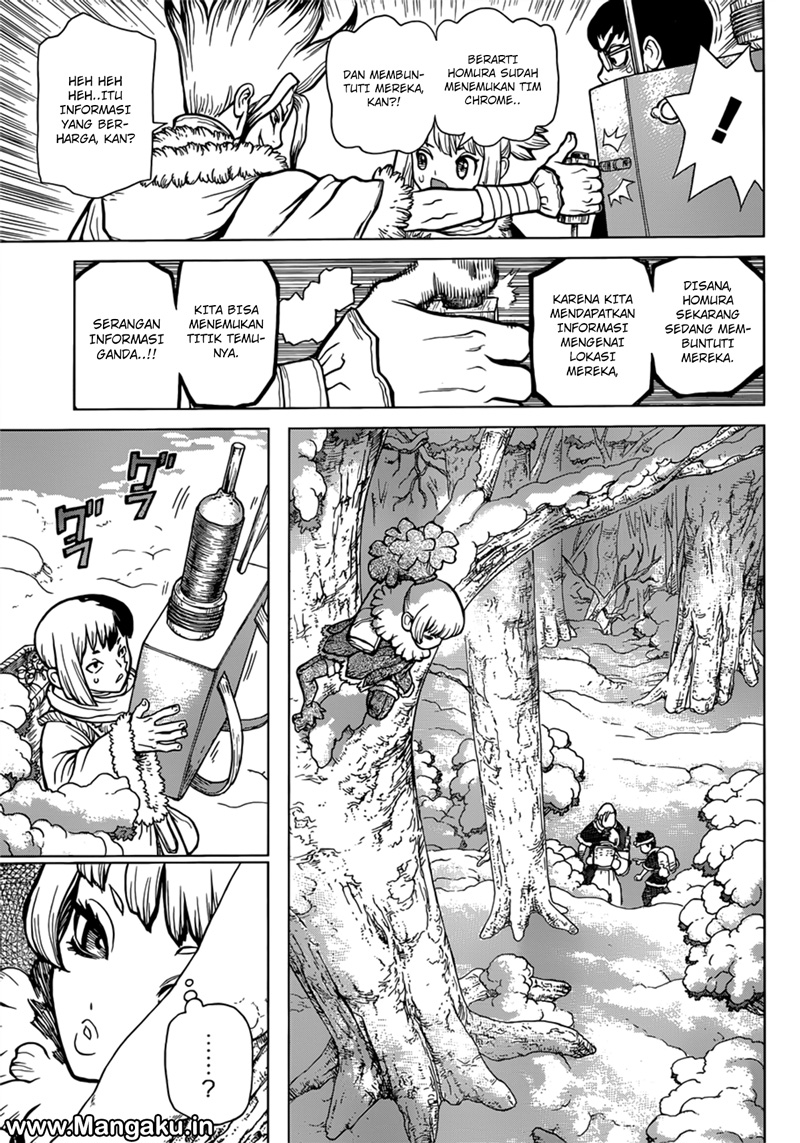 !
BERARTI
HOMURA SUDAH
MENEMUKAN TIM
CHROME..
DAN MEMBUN-
TUTI MEREKA,
KAN?!
HEH HEH
HEH..ITU
INFORMASI
YANG BER-
HARGA, KAN?
DISANA,
HOMURA
SEKARANG
SEDANG MEM-
BUNTUTI
MEREKA.
KARENA KITA
MENDAPATKAN
INFORMASI
MENGENAI
LOKASI
MEREKA,
KITA BISA
MENEMUKAN
TITIK TEMU-
NYA.
SERANGAN
INFORMASI
GANDA..!!
グラ
グラ
......?
www.Mangaku.in